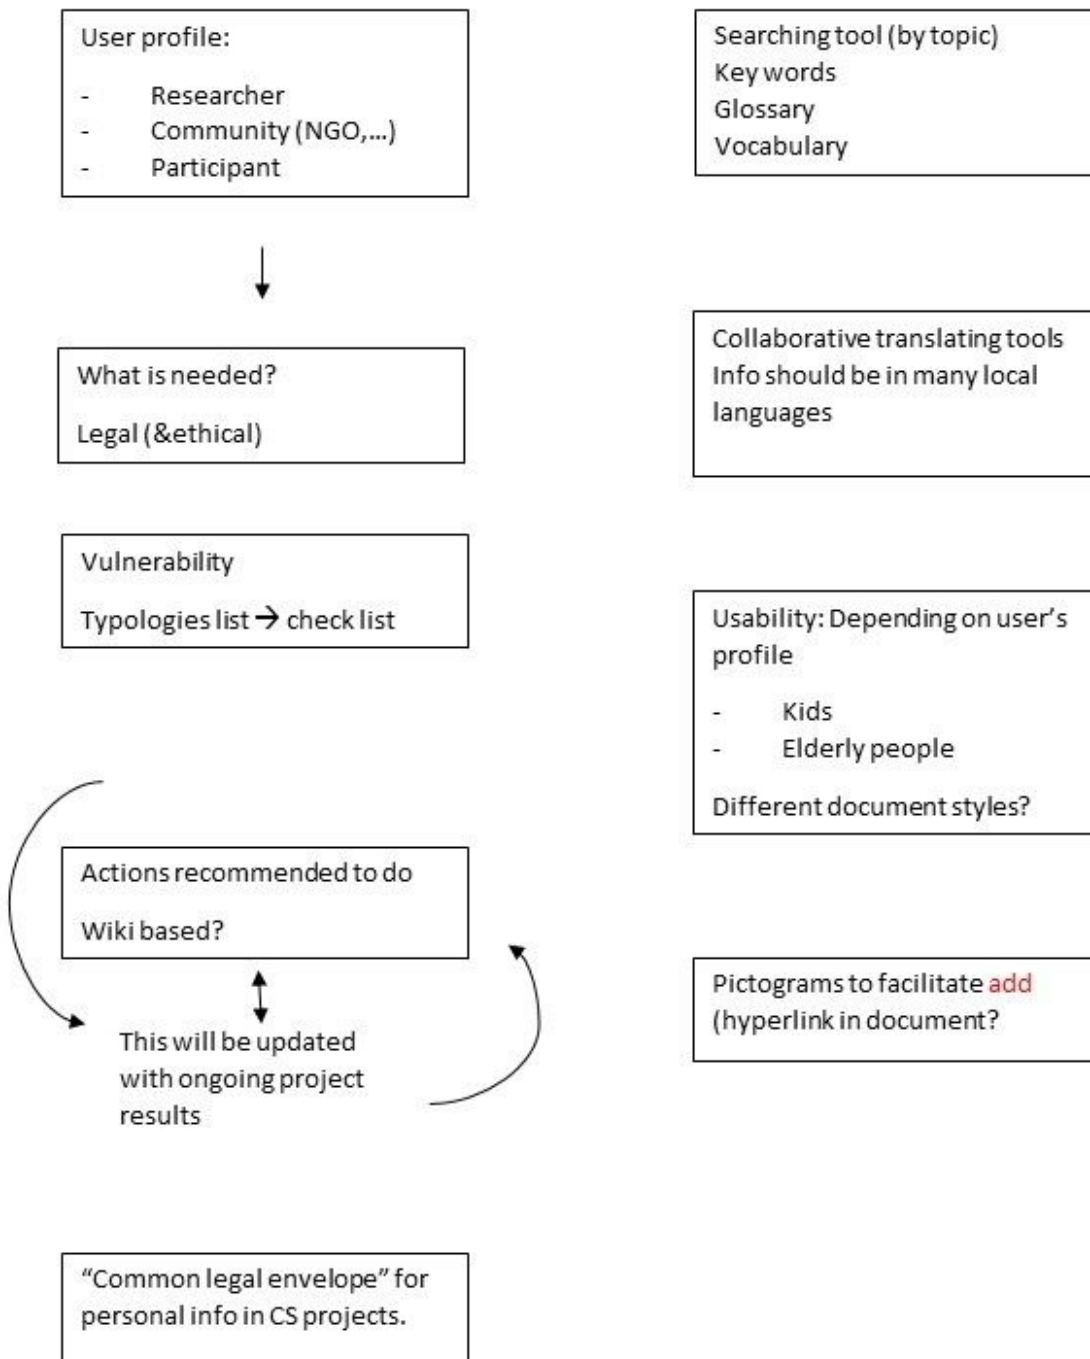 User profile:
- Researcher
- Community (NGO,...)
- Participant
What is needed?
Legal (&ethical)
Vulnerability
Typologies list → check list
Actions recommended to do
Wiki based?
This will be updated
with ongoing project
results
“Common legal envelope” for
personal info in CS projects.
Searching tool (by topic)
Key words
Glossary
Vocabulary
Collaborative translating tools
Info should be in many local
languages
Usability: Depending on user’s
profile
- Kids
- Elderly people
Different document styles?
Pictograms to facilitate add
(hyperlink in document?